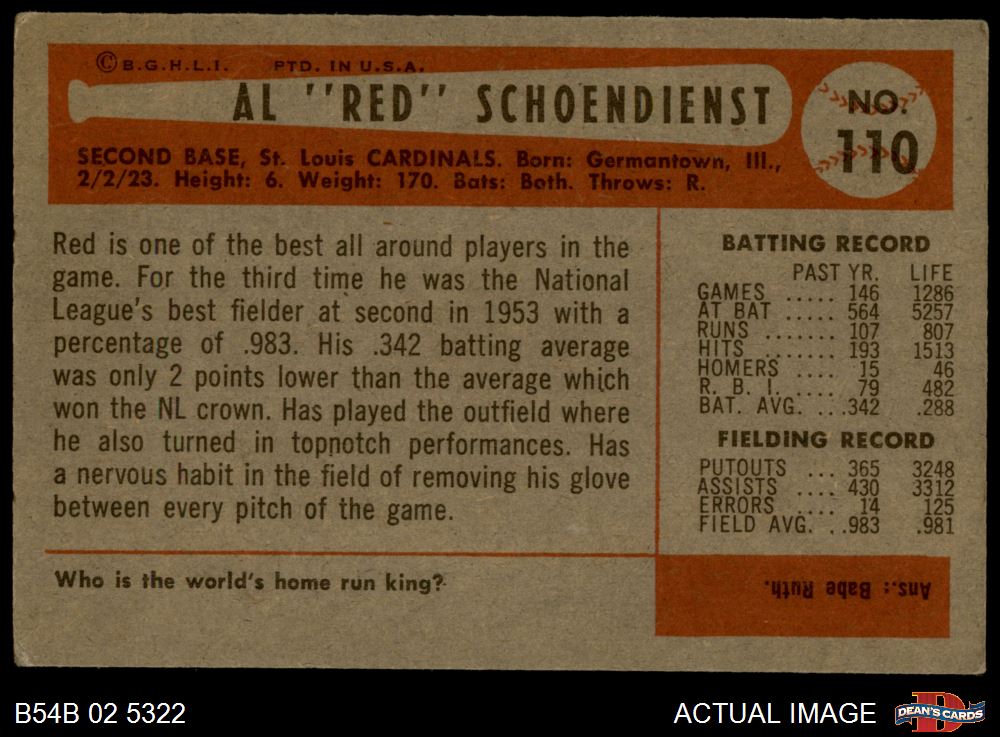 ©B.G.H.L.I. PTD. IN U.S.A.
AL "RED" SCHOENDIENST
NO.
110
SECOND BASE, St. Louis CARDINALS. Born: Germantown, Ill.,
2/2/23. Height: 6. Weight: 170. Bats: Both. Throws: R.
Red is one of the best all around players in the
game. For the third time he was the National
League's best fielder at second in 1953 with a
percentage of .983. His .342 batting average
was only 2 points lower than the average which
won the NL crown. Has played the outfield where
he also turned in topnotch performances. Has
a nervous habit in the field of removing his glove
between every pitch of the game.
BATTING RECORD
PAST YR. LIFE
GAMES ..... 146 1286
AT BAT ..... 564 5257
RUNS ....... 107 807
HITS ....... 193 1513
HOMERS .... 15 46
R. B. I. .... 79 482
BAT. AVG. ...342 .288
FIELDING RECORD
PUTOUTS ... 365 3248
ASSISTS .... 430 3312
ERRORS .... 14 125
FIELD AVG. ..983 .981
Who is the world's home run king?
Ans.: Babe Ruth.
B54B 02 5322
ACTUAL IMAGE
DEAN'S CARDS